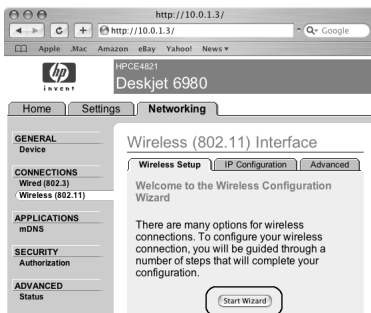 http://10.0.1.3/
http://10.0.1.3/
Google
Apple .Mac Amazon eBay Yahoo! News
hp
invent
HPCE4821
Deskjet 6980
Home Settings Networking
GENERAL
Device
CONNECTIONS
Wired (802.3)
Wireless (802.11)
APPLICATIONS
mDNS
SECURITY
Authorization
ADVANCED
Status
Wireless (802.11) Interface
Wireless Setup IP Configuration Advanced
Welcome to the Wireless Configuration
Wizard
There are many options for wireless
connections. To configure your wireless
connection, you will be guided through a
number of steps that will complete your
configuration.
Start Wizard